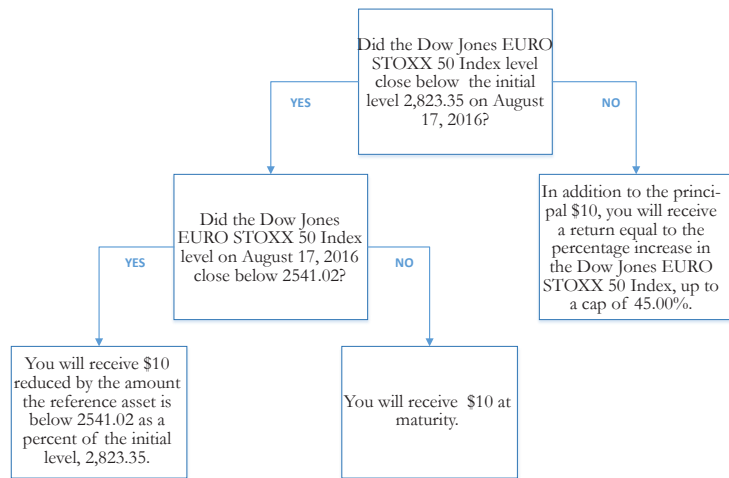 Did the Dow Jones EURO
STOXX 50 Index level
close below the initial
level 2,823.35 on August
17, 2016?
YES
NO
Did the Dow Jones
EURO STOXX 50 Index
level on August 17, 2016
close below 2541.02?
In addition to the princi-
pal $10, you will receive
a return equal to the
percentage increase in
the Dow Jones EURO
STOXX 50 Index, up to
a cap of 45.00%.
YES
NO
You will receive $10
reduced by the amount
the reference asset is
below 2541.02 as a
percent of the initial
level, 2,823.35.
You will receive $10 at
maturity.